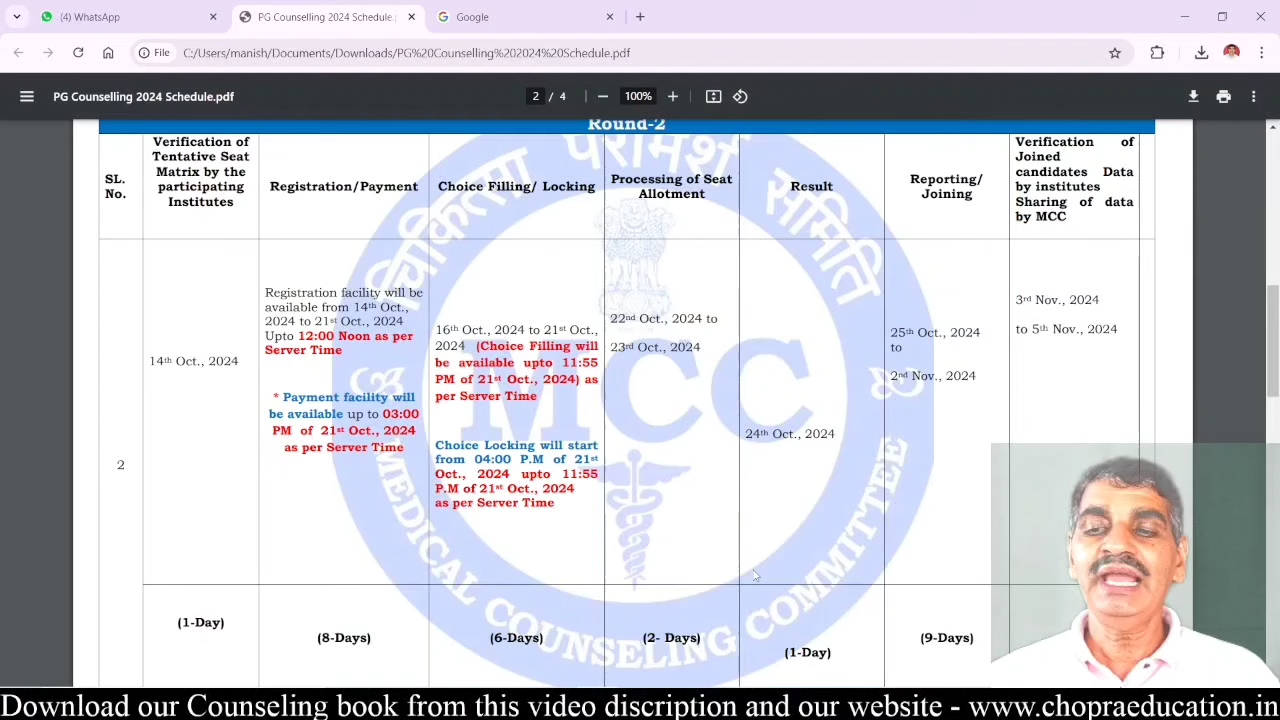 (4) WhatsApp
PG Counselling 2024 Schedule.p
Google
File
C:/Users/manish/Documents/Downloads/PG%20Counselling%202024%20Schedule.pdf
PG Counselling 2024 Schedule.pdf
2 / 4
100%
Round-2
SL.
No.
Verification of
Tentative Seat
Matrix by the
participating
Institutes
Registration/Payment
Choice Filling/ Locking
Processing of Seat
Allotment
Result
Reporting/
Joining
Verification of
Joined
candidates Data
by institutes
Sharing of data
by MCC
2
14th Oct., 2024
Registration facility will be
available from 14th Oct.,
2024 to 21st Oct., 2024
Upto 12:00 Noon as per
Server Time
* Payment facility will
be available up to 03:00
PM of 21st Oct., 2024
as per Server Time
16th Oct., 2024 to 21st Oct.,
2024 (Choice Filling will
be available upto 11:55
PM of 21st Oct., 2024) as
per Server Time
Choice Locking will start
from 04:00 P.M of 21st
Oct., 2024 upto 11:55
P.M of 21st Oct., 2024
as per Server Time
22nd Oct., 2024 to
23rd Oct., 2024
24th Oct., 2024
25th Oct., 2024
to
2nd Nov., 2024
3rd Nov., 2024
to 5th Nov., 2024
(1-Day)
(8-Days)
(6-Days)
(2- Days)
(1-Day)
(9-Days)
चिकित्सा परामर्श समिति
MCC
MEDICAL COUNSELING COMMITTEE
Download our Counseling book from this video discription and our website - www.chopraeducation.in